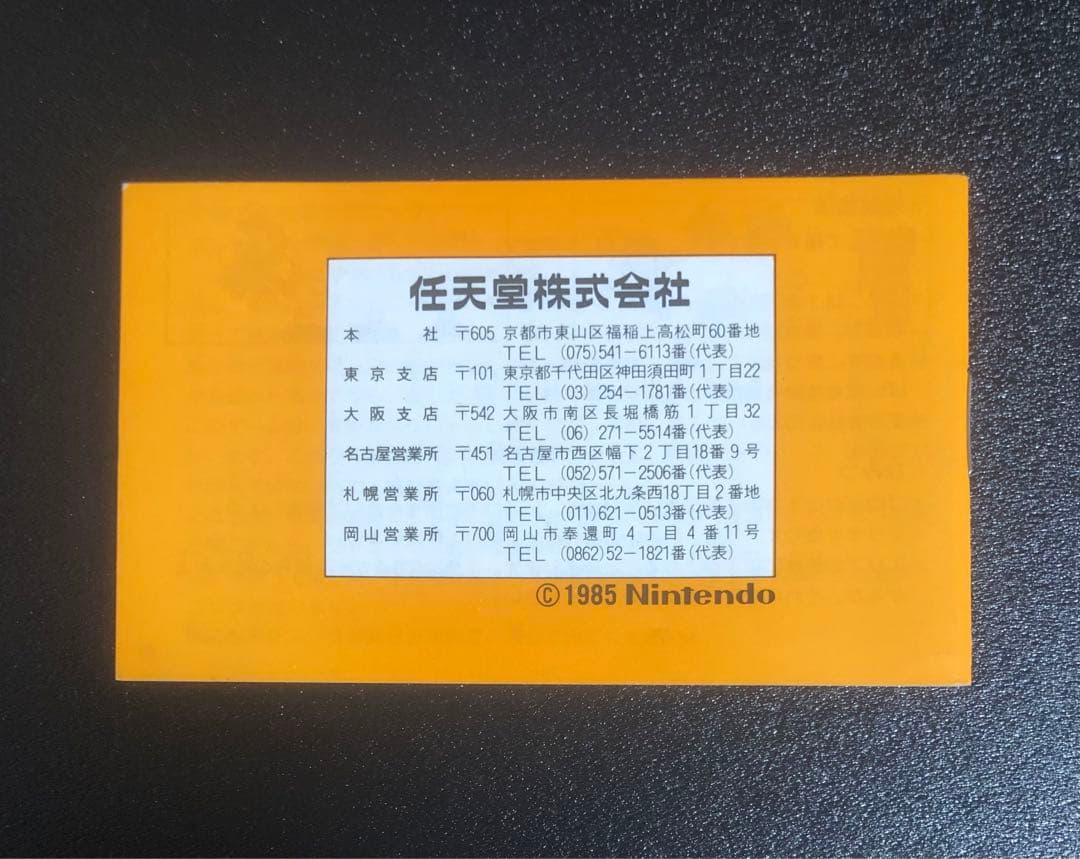 任天堂株式会社
本社 〒605 京都市東山区福稲上高松町60番地
TEL (075)541-6113番(代表)
東京支店 〒101 東京都千代田区神田須田町1丁目22
TEL (03) 254-1781番(代表)
大阪支店 〒542 大阪市南区長堀橋筋1丁目32
TEL (06) 271-5514番(代表)
名古屋営業所 〒451 名古屋市西区幅下2丁目18番9号
TEL (052)571-2506番(代表)
札幌営業所 〒060 札幌市中央区北九条西18丁目2番地
TEL (011)621-0513番(代表)
岡山営業所 〒700 岡山市奉還町4丁目4番11号
TEL (0862)52-1821番(代表)
©1985 Nintendo